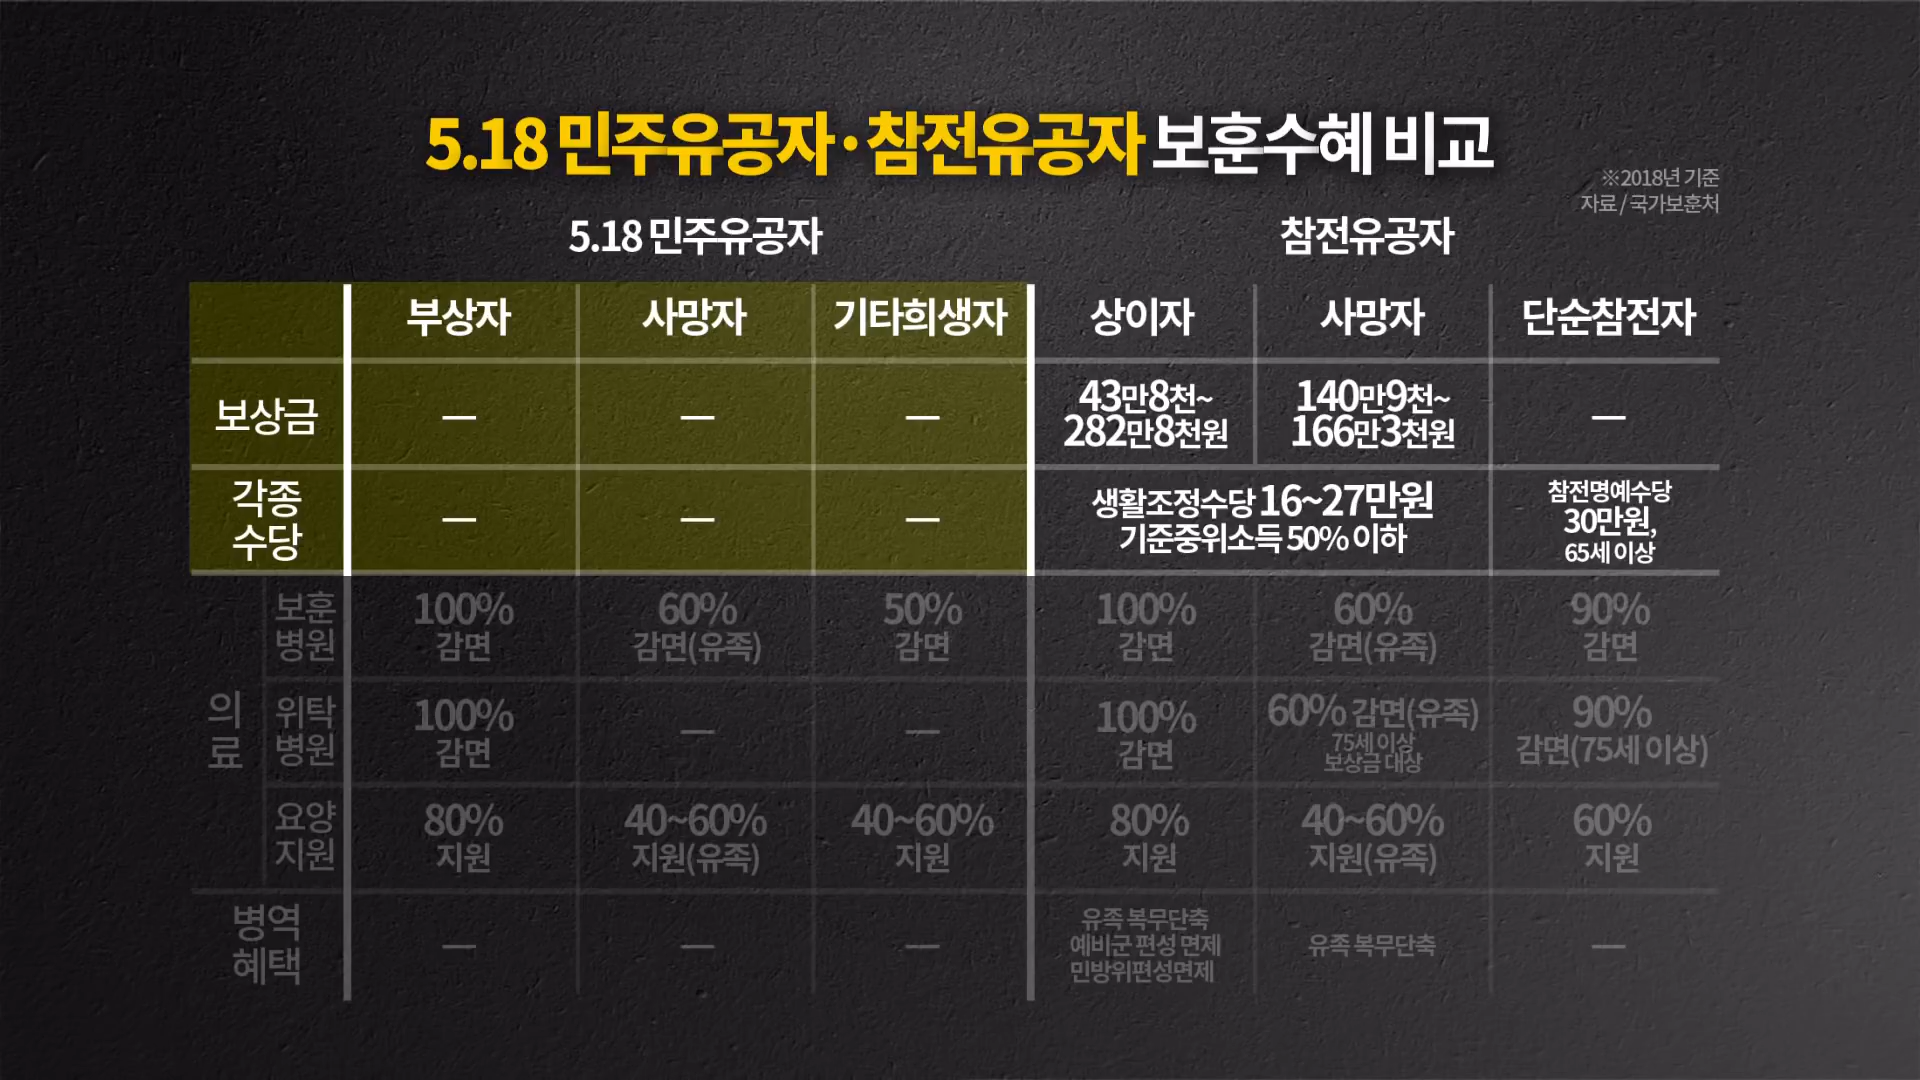 5.18 민주유공자·참전유공자 보훈수혜 비교
※2018년 기준
자료 / 국가보훈처
5.18 민주유공자 참전유공자
부상자 사망자 기타희생자 상이자 사망자 단순참전자
보상금 — — — 43만8천~ 140만9천~ —
282만8천원 166만3천원
각종 — — — 생활조정수당 16~27만원 참전명예수당
수당 기준중위소득 50% 이하 30만원,
65세 이상
의료
보훈 100% 60% 50% 100% 60% 90%
병원 감면 감면(유족) 감면 감면 감면(유족) 감면
위탁 100% — — 100% 60% 감면(유족) 90%
병원 감면 감면 75세 이상 감면(75세 이상)
보상금 대상
요양 80% 40~60% 40~60% 80% 40~60% 60%
지원 지원 지원(유족) 지원 지원 지원(유족) 지원
병역 — — — 유족 복무단축 유족 복무단축 —
혜택 예비군 편성 면제
민방위편성면제